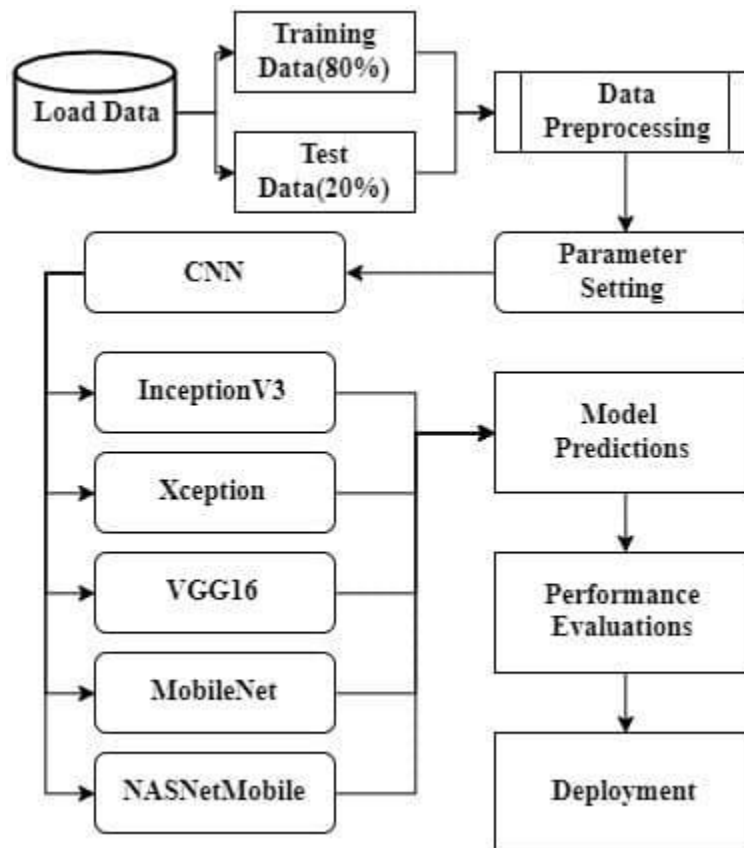 Load Data
Training
Data(80%)
Test
Data(20%)
Data
Preprocessing
Parameter
Setting
CNN
InceptionV3
Xception
VGG16
MobileNet
NASNetMobile
Model
Predictions
Performance
Evaluations
Deployment